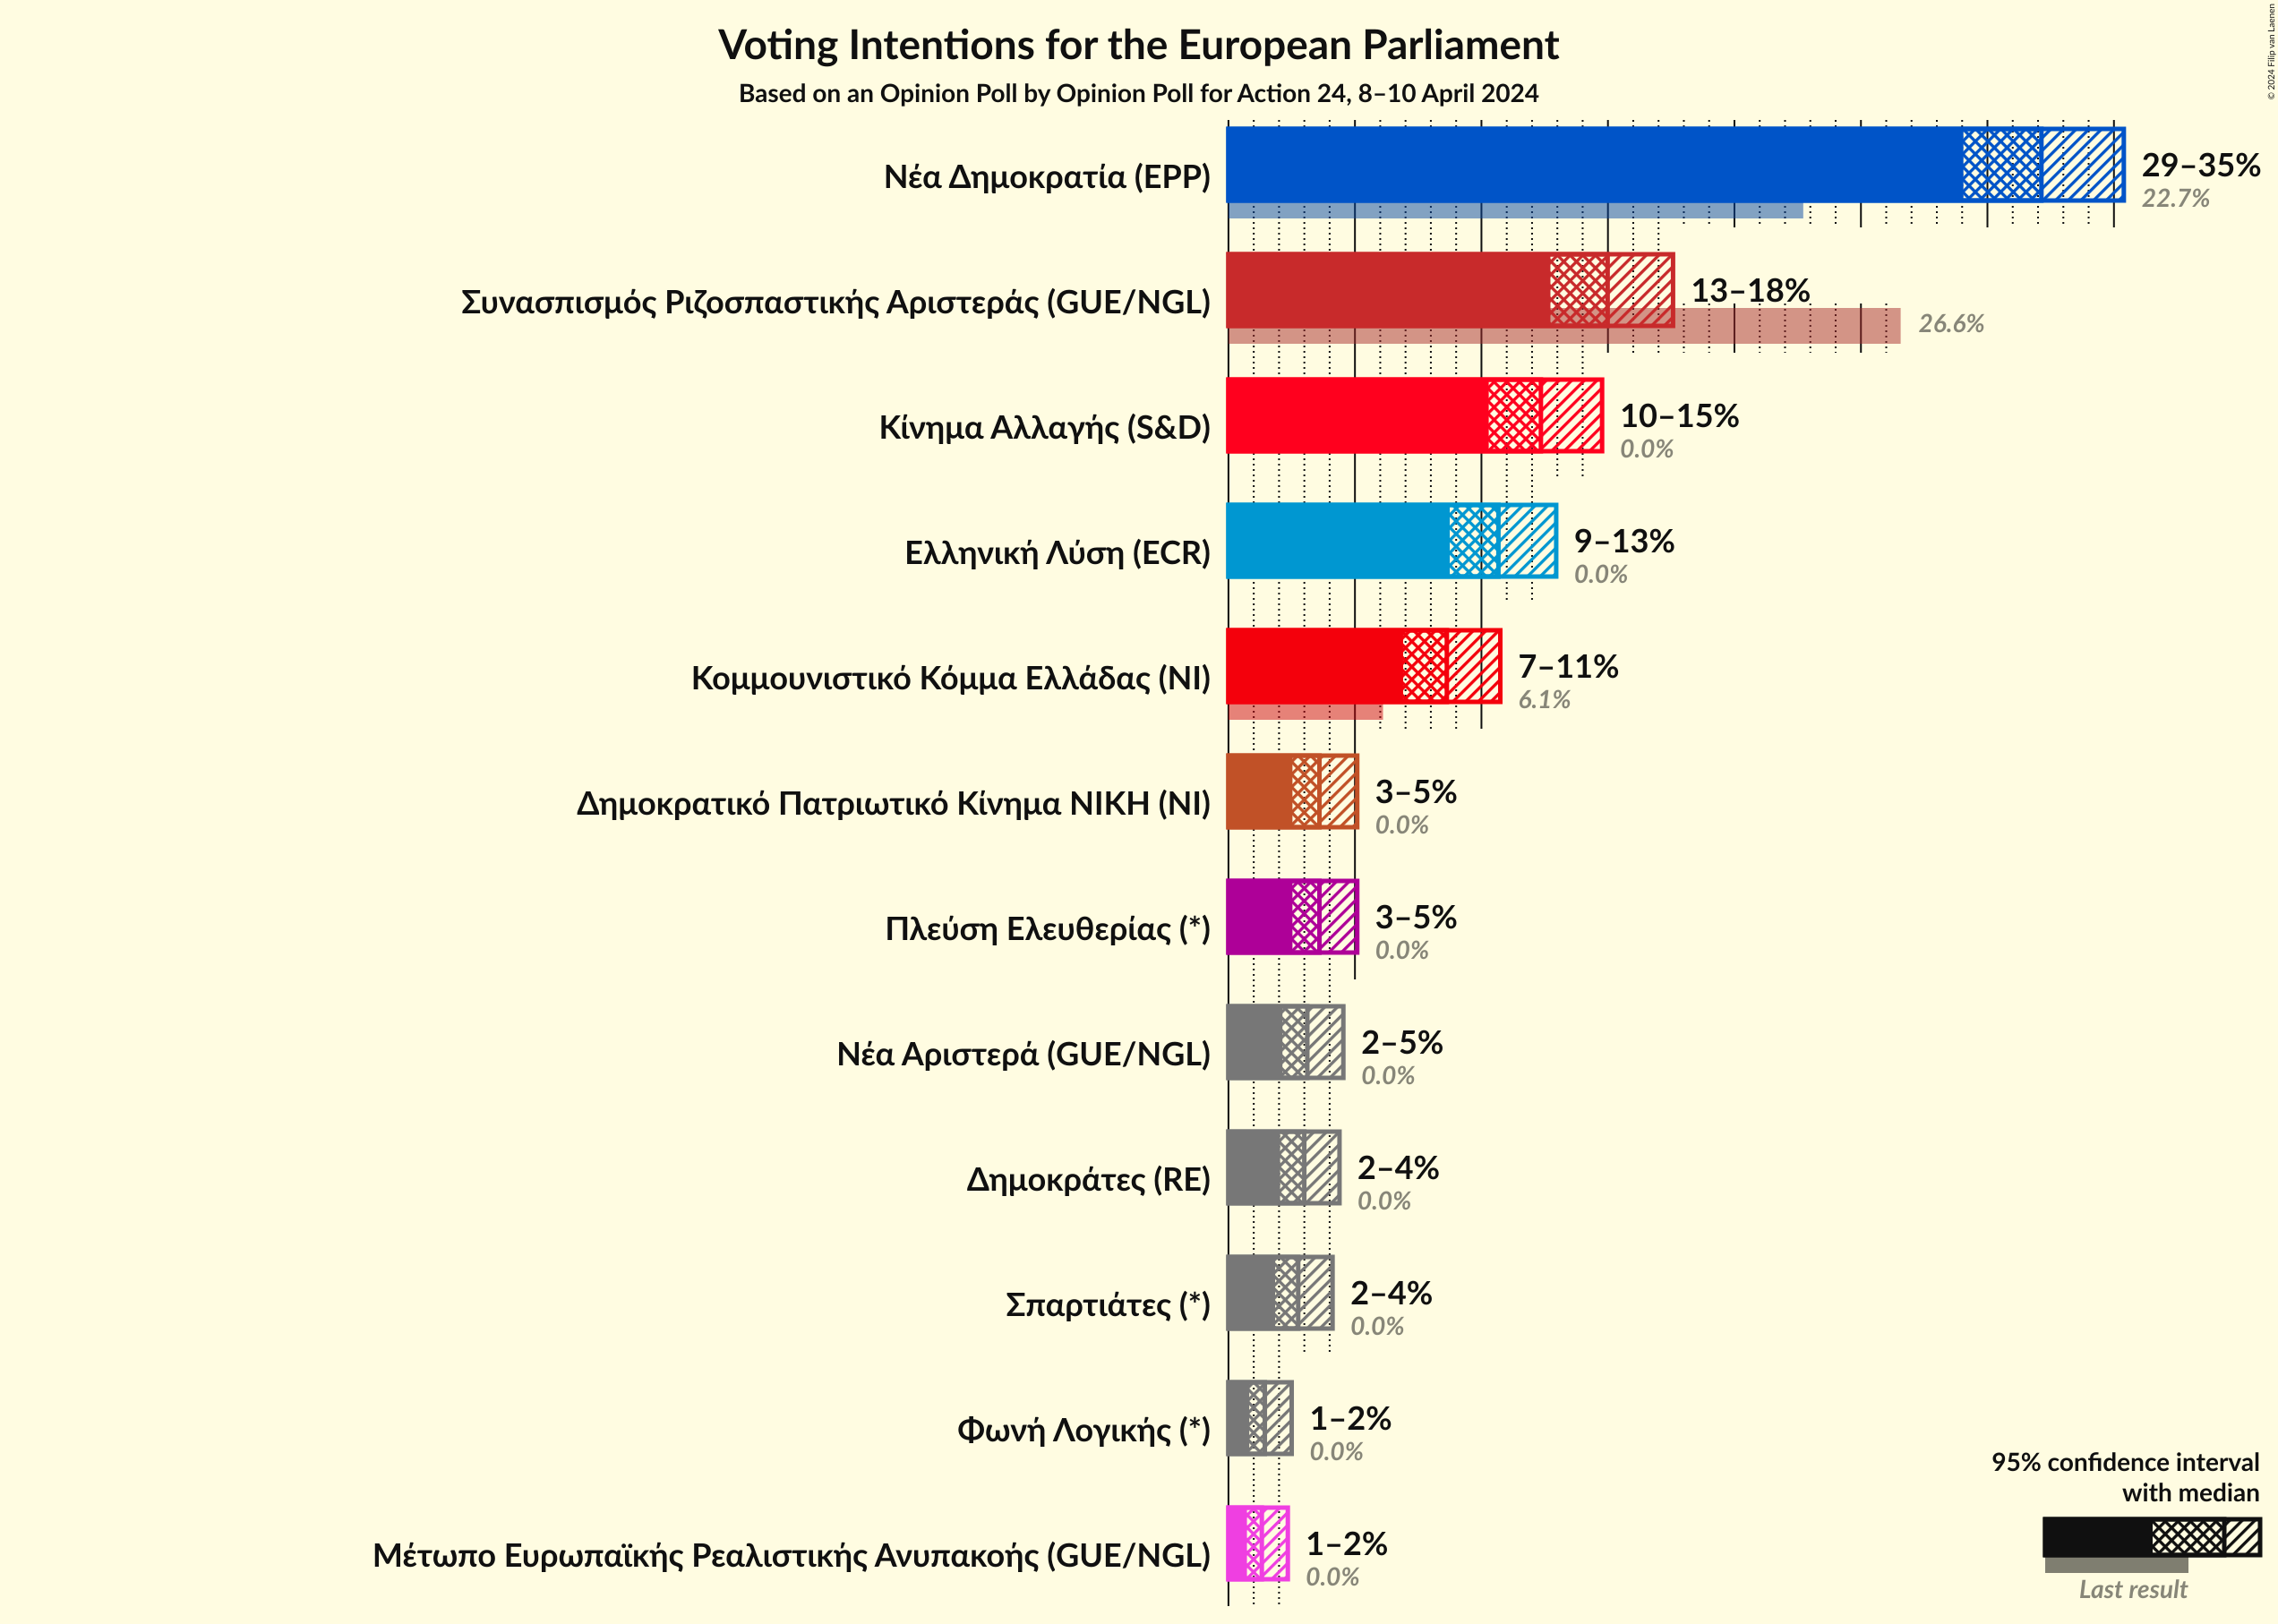 Voting Intentions for the European Parliament
Based on an Opinion Poll by Opinion Poll for Action 24, 8–10 April 2024
© 2024 Filip van Laenen
Νέα Δημοκρατία (EPP)
29–35%
22.7%
Συνασπισμός Ριζοσπαστικής Αριστεράς (GUE/NGL)
13–18%
26.6%
Κίνημα Αλλαγής (S&D)
10–15%
0.0%
Ελληνική Λύση (ECR)
9–13%
0.0%
Κομμουνιστικό Κόμμα Ελλάδας (NI)
7–11%
6.1%
Δημοκρατικό Πατριωτικό Κίνημα ΝΙΚΗ (NI)
3–5%
0.0%
Πλεύση Ελευθερίας (*)
3–5%
0.0%
Νέα Αριστερά (GUE/NGL)
2–5%
0.0%
Δημοκράτες (RE)
2–4%
0.0%
Σπαρτιάτες (*)
2–4%
0.0%
Φωνή Λογικής (*)
1–2%
0.0%
Μέτωπο Ευρωπαϊκής Ρεαλιστικής Ανυπακοής (GUE/NGL)
1–2%
0.0%
95% confidence interval
with median
Last result